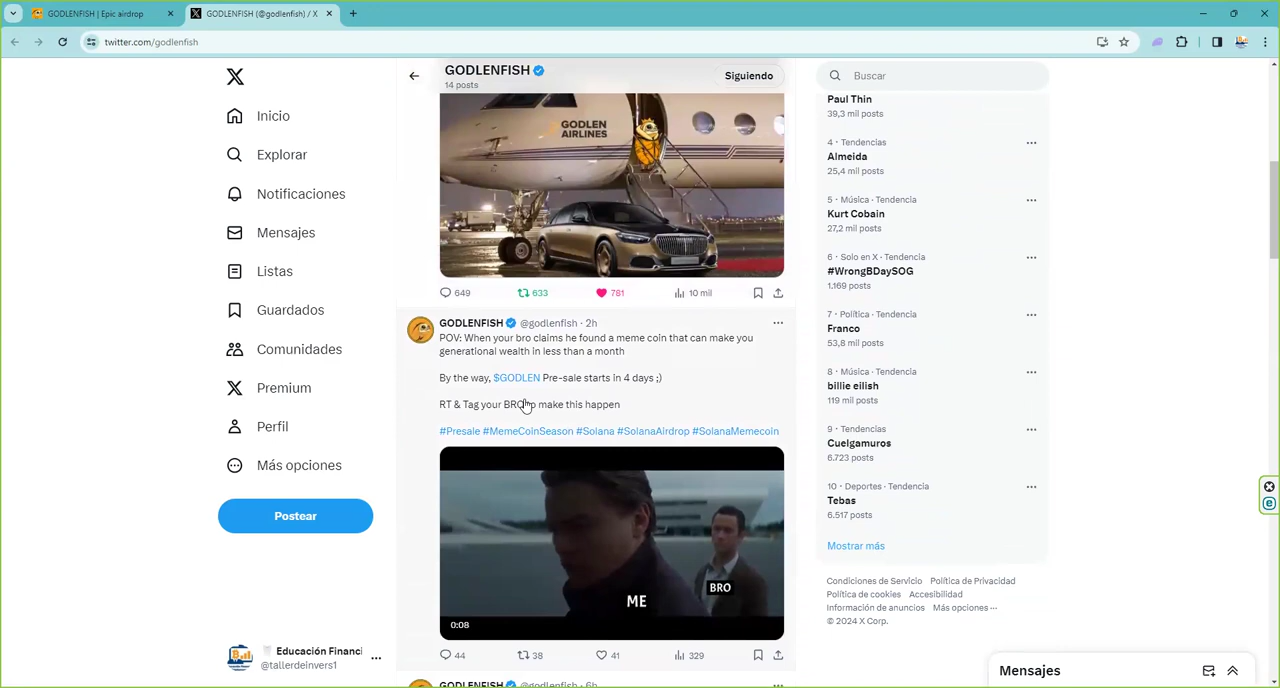 GODLENFISH | Epic airdrop
GODLENFISH (@godlenfish) / X
twitter.com/godlenfish
Inicio
Explorar
Notificaciones
Mensajes
Listas
Guardados
Comunidades
Premium
Perfil
Más opciones
Postear
Educación Financi
@tallerdeinvers1
GODLENFISH
14 posts
Siguiendo
GODLEN
AIRLINES
649
633
781
10 mil
GODLENFISH @godlenfish · 2h
POV: When your bro claims he found a meme coin that can make you
generational wealth in less than a month
By the way, $GODLEN Pre-sale starts in 4 days ;)
RT & Tag your BRO to make this happen
#Presale #MemeCoinSeason #Solana #SolanaAirdrop #SolanaMemecoin
BRO
ME
0:08
44
38
41
329
GODLENFISH @godlenfish · 6h
Buscar
Paul Thin
39,3 mil posts
4 · Tendencias
Almeida
25,4 mil posts
5 · Música · Tendencia
Kurt Cobain
27,2 mil posts
6 · Solo en X · Tendencia
#WrongBDaySOG
1.169 posts
7 · Política · Tendencia
Franco
53,8 mil posts
8 · Música · Tendencia
billie eilish
119 mil posts
9 · Tendencias
Cuelgamuros
6.723 posts
10 · Deportes · Tendencia
Tebas
6.517 posts
Mostrar más
Condiciones de Servicio Política de Privacidad
Política de cookies Accesibilidad
Información de anuncios Más opciones ···
© 2024 X Corp.
Mensajes